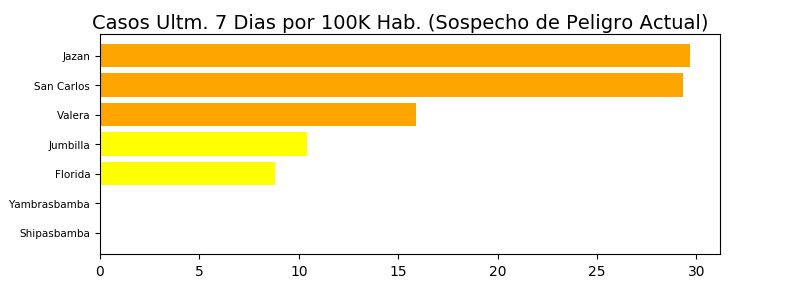 Casos Ultm. 7 Dias por 100K Hab. (Sospecho de Peligro Actual)
Jazan
San Carlos
Valera
Jumbilla
Florida
Yambrasbamba
Shipasbamba
0 5 10 15 20 25 30